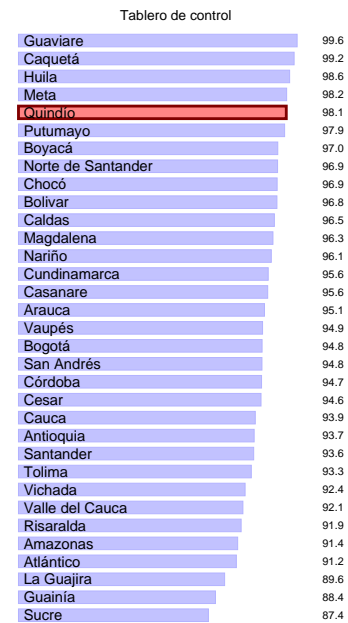 Tablero de control
Guaviare 99.6
Caquetá 99.2
Huila 98.6
Meta 98.2
Quindío 98.1
Putumayo 97.9
Boyacá 97.0
Norte de Santander 96.9
Chocó 96.9
Bolivar 96.8
Caldas 96.5
Magdalena 96.3
Nariño 96.1
Cundinamarca 95.6
Casanare 95.6
Arauca 95.1
Vaupés 94.9
Bogotá 94.8
San Andrés 94.8
Córdoba 94.7
Cesar 94.6
Cauca 93.9
Antioquia 93.7
Santander 93.6
Tolima 93.3
Vichada 92.4
Valle del Cauca 92.1
Risaralda 91.9
Amazonas 91.4
Atlántico 91.2
La Guajira 89.6
Guainía 88.4
Sucre 87.4